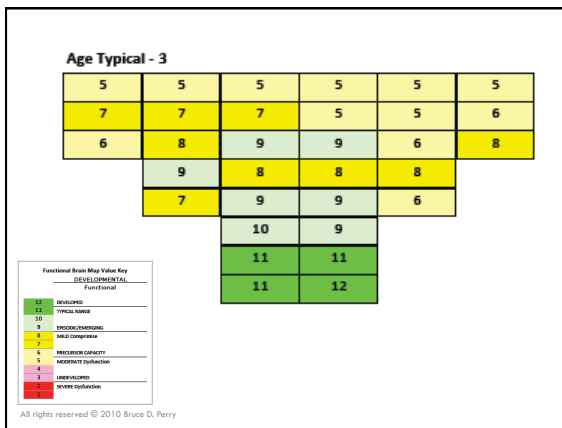 Age Typical - 3
5 5 5 5 5 5
7 7 7 5 5 6
6 8 9 9 6 8
9 8 8 8
7 9 9 6
10 9
11 11
11 12
Functional Brain Map Value Key
DEVELOPMENTAL
Functional
12 DEVELOPED
11 TYPICAL RANGE
10
9 EPISODIC/EMERGING
8 MILD Compromise
7
6 PRECURSOR CAPACITY
5 MODERATE Dysfunction
4
3 UNDEVELOPED
2 SEVERE Dysfunction
1
All rights reserved © 2010 Bruce D. Perry